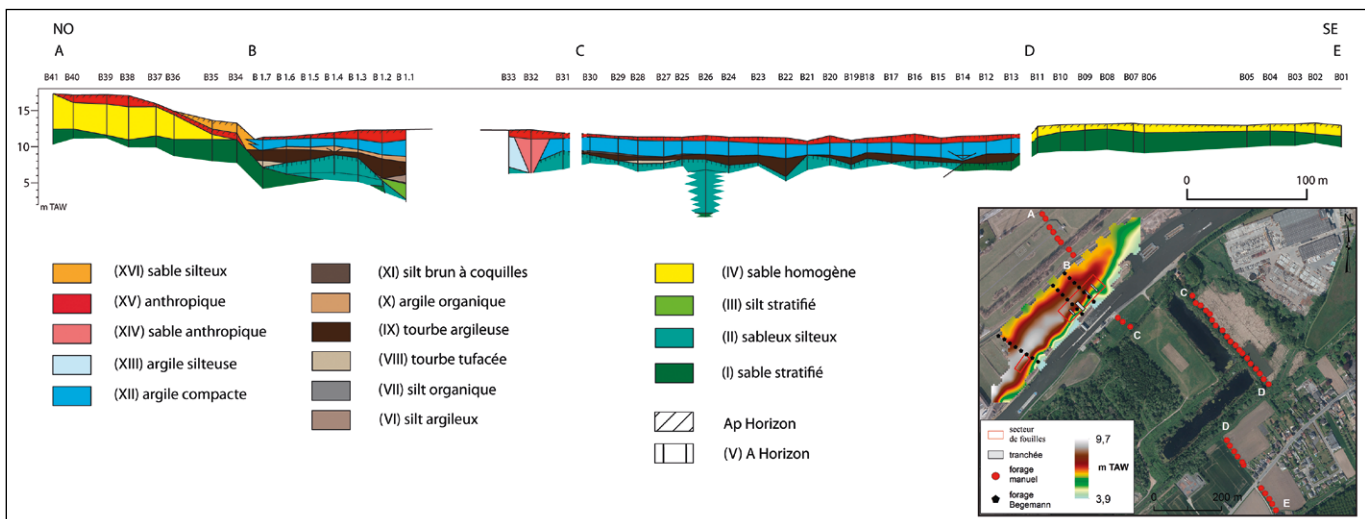 NO SE
A B C D E
B41 B40 B39 B38 B37 B36 B35 B34 B 1.7 B 1.6 B 1.5 B 1.4 B 1.3 B 1.2 B 1.1 B33 B32 B31 B30 B29 B28 B27 B25 B26 B24 B23 B22 B21 B20 B19 B18 B17 B16 B15 B14 B12 B13 B11 B10 B09 B08 B07 B06 B05 B04 B03 B02 B01
15
10
5
m TAW
0 100 m
(XVI) sable silteux
(XV) anthropique
(XIV) sable anthropique
(XIII) argile silteuse
(XII) argile compacte
(XI) silt brun à coquilles
(X) argile organique
(IX) tourbe argileuse
(VIII) tourbe tufacée
(VII) silt organique
(VI) silt argileux
(IV) sable homogène
(III) silt stratifié
(II) sableux silteux
(I) sable stratifié
Ap Horizon
(V) A Horizon
A
N
B
C
C
D
D
E
secteur
de fouilles
tranchée
forage
manuel
forage
Begemann
9,7
m TAW
3,9
0 200 m